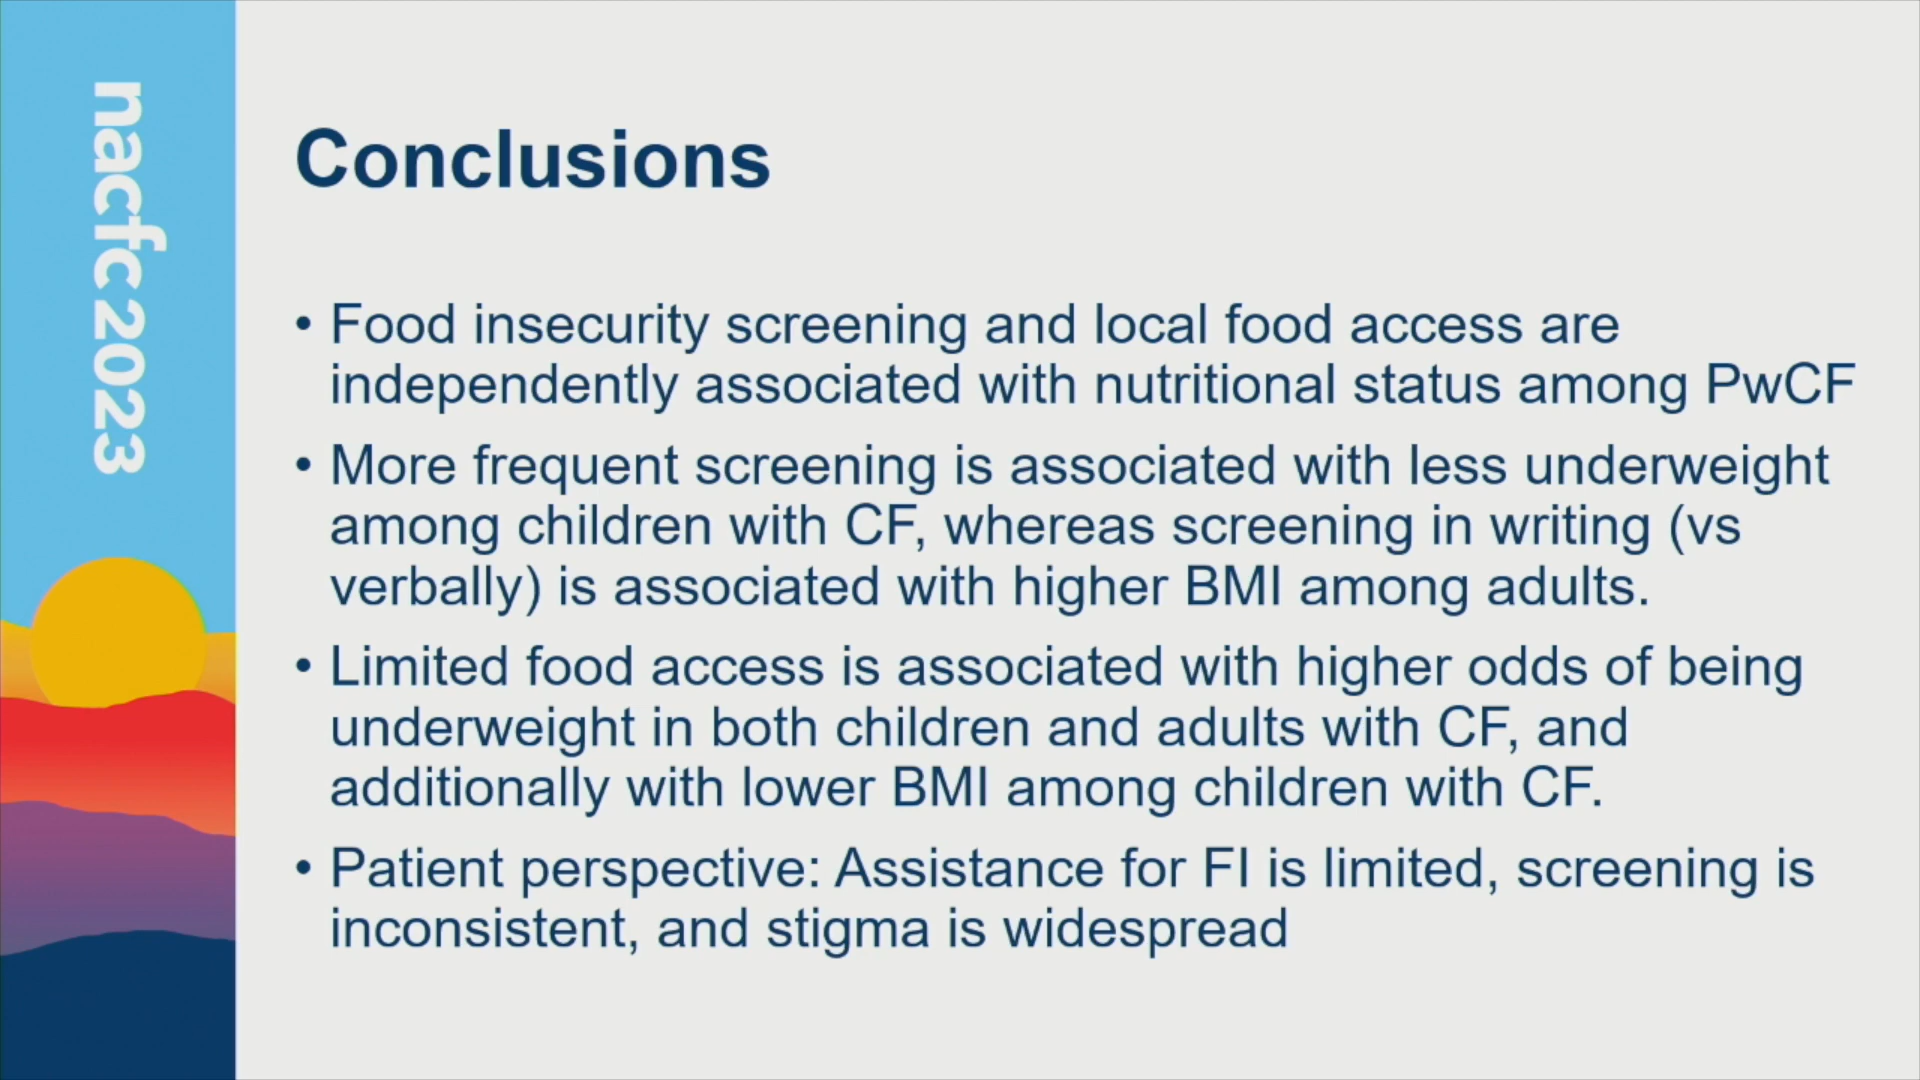 nacfc 2023
Conclusions
• Food insecurity screening and local food access are
independently associated with nutritional status among PwCF
• More frequent screening is associated with less underweight
among children with CF, whereas screening in writing (vs
verbally) is associated with higher BMI among adults.
• Limited food access is associated with higher odds of being
underweight in both children and adults with CF, and
additionally with lower BMI among children with CF.
• Patient perspective: Assistance for FI is limited, screening is
inconsistent, and stigma is widespread